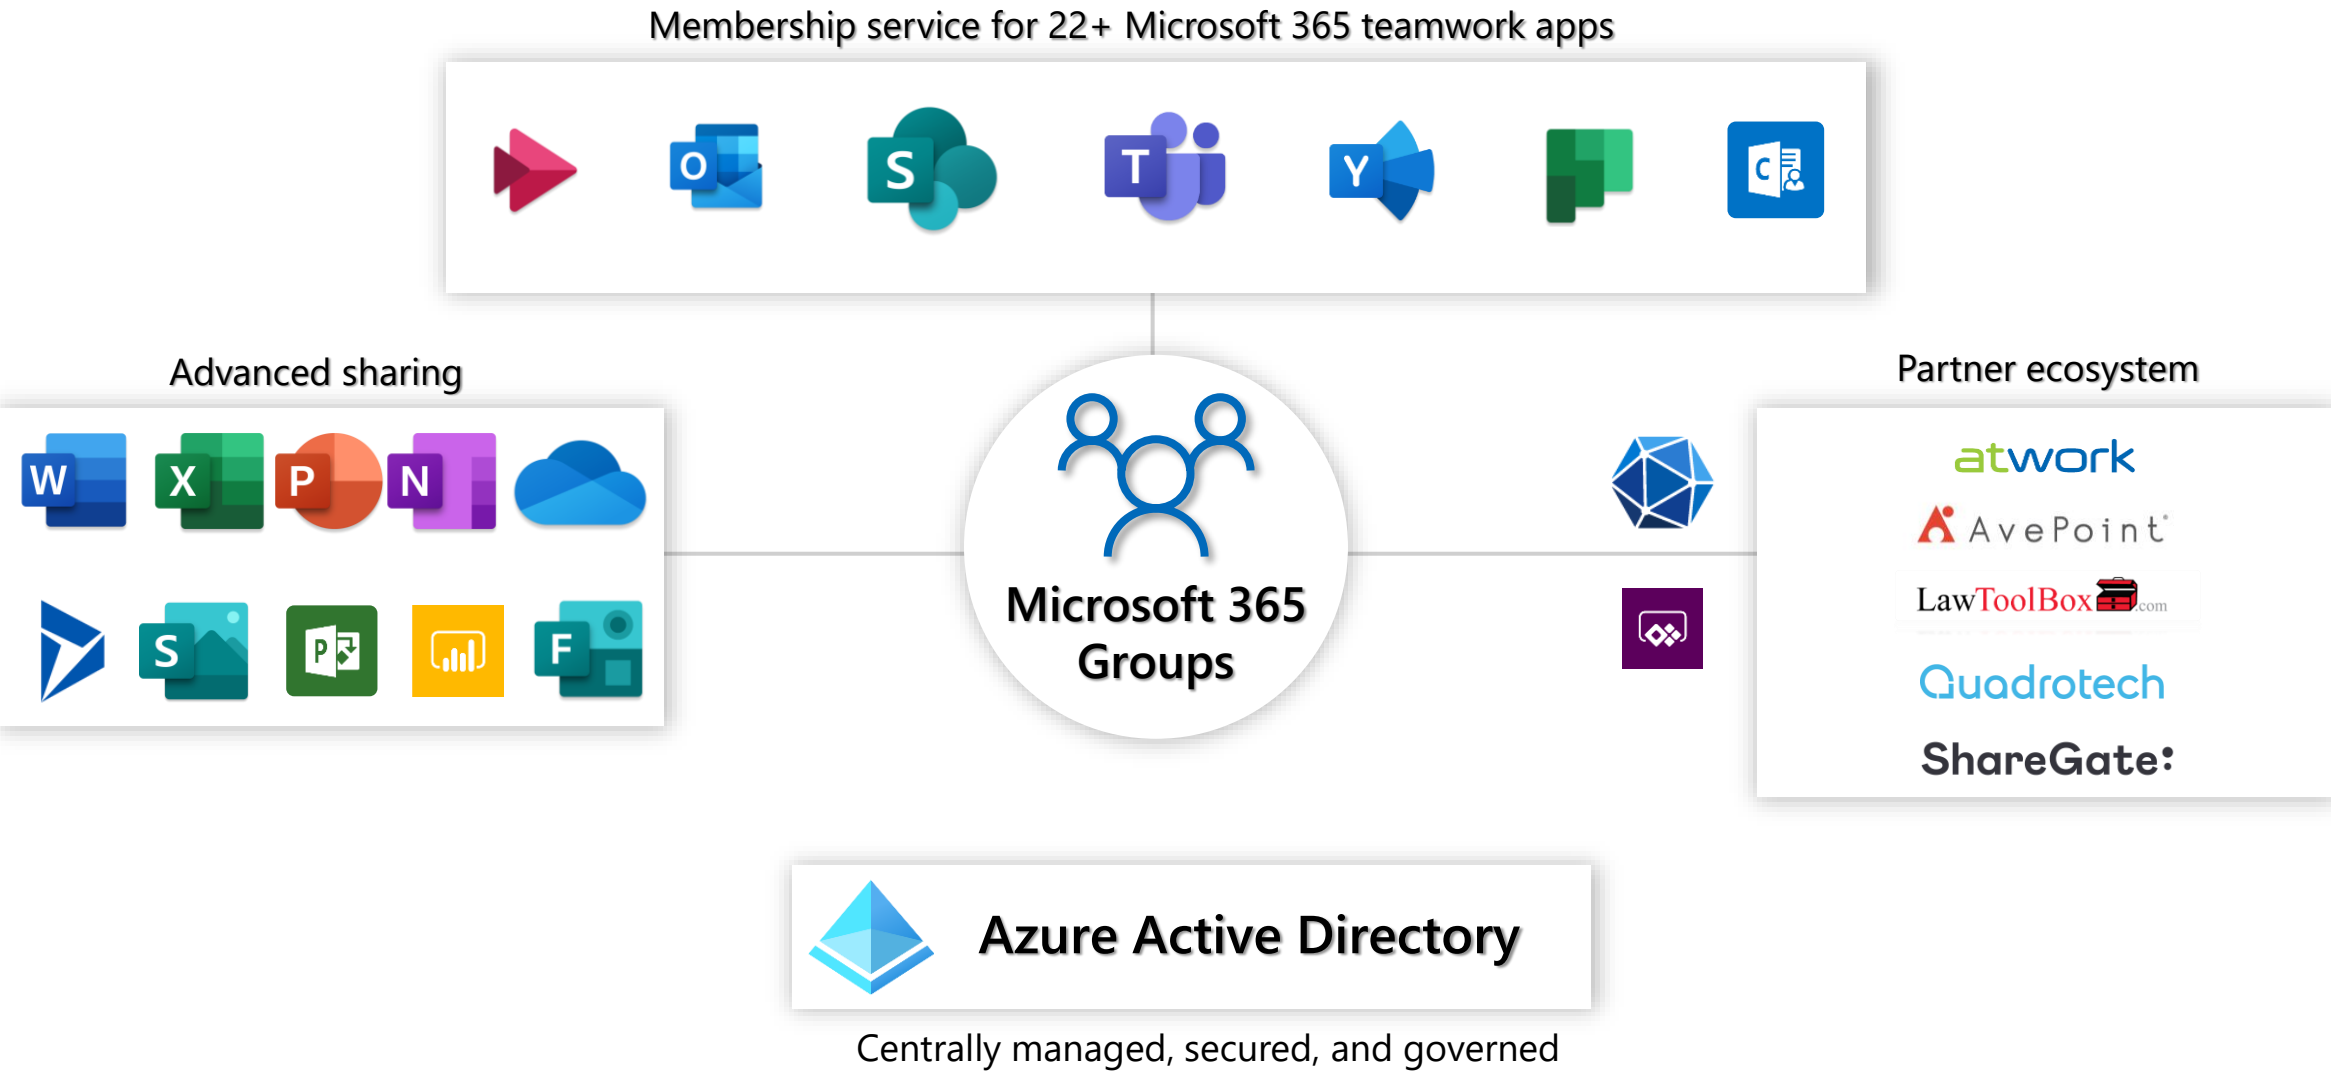 Membership service for 22+ Microsoft 365 teamwork apps
O
S
T
Y
C
Advanced sharing
Partner ecosystem
W
X
P
N
atwork
AvePoint
Microsoft 365
Groups
LawToolBox.com
S
P
F
Quadrotech
ShareGate:
Azure Active Directory
Centrally managed, secured, and governed